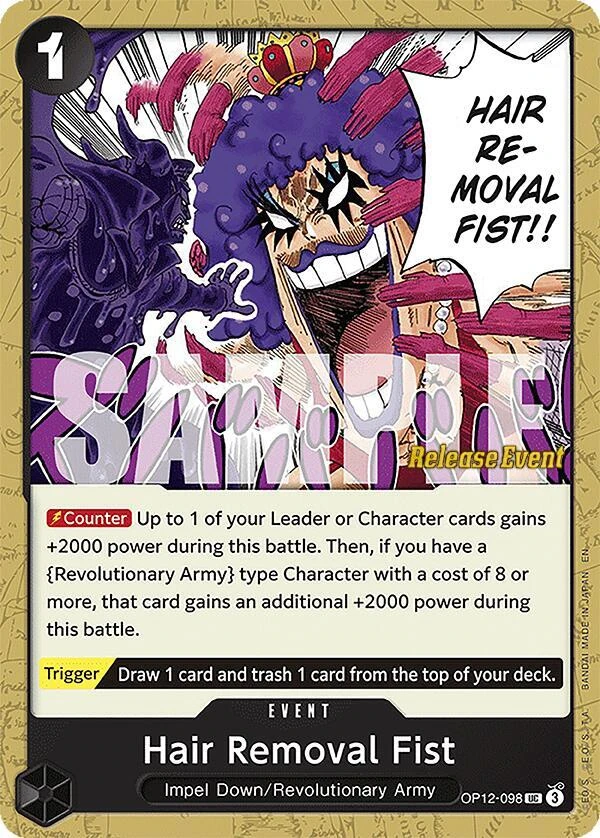 1
HAIR
RE-
MOVAL
FIST!!
SAMPLE
Release Event
Counter Up to 1 of your Leader or Character cards gains
+2000 power during this battle. Then, if you have a
{Revolutionary Army} type Character with a cost of 8 or
more, that card gains an additional +2000 power during
this battle.
Trigger Draw 1 card and trash 1 card from the top of your deck.
EVENT
Hair Removal Fist
Impel Down/Revolutionary Army
OP12-098 UC 3
BANDAI MADE IN JAPAN EN